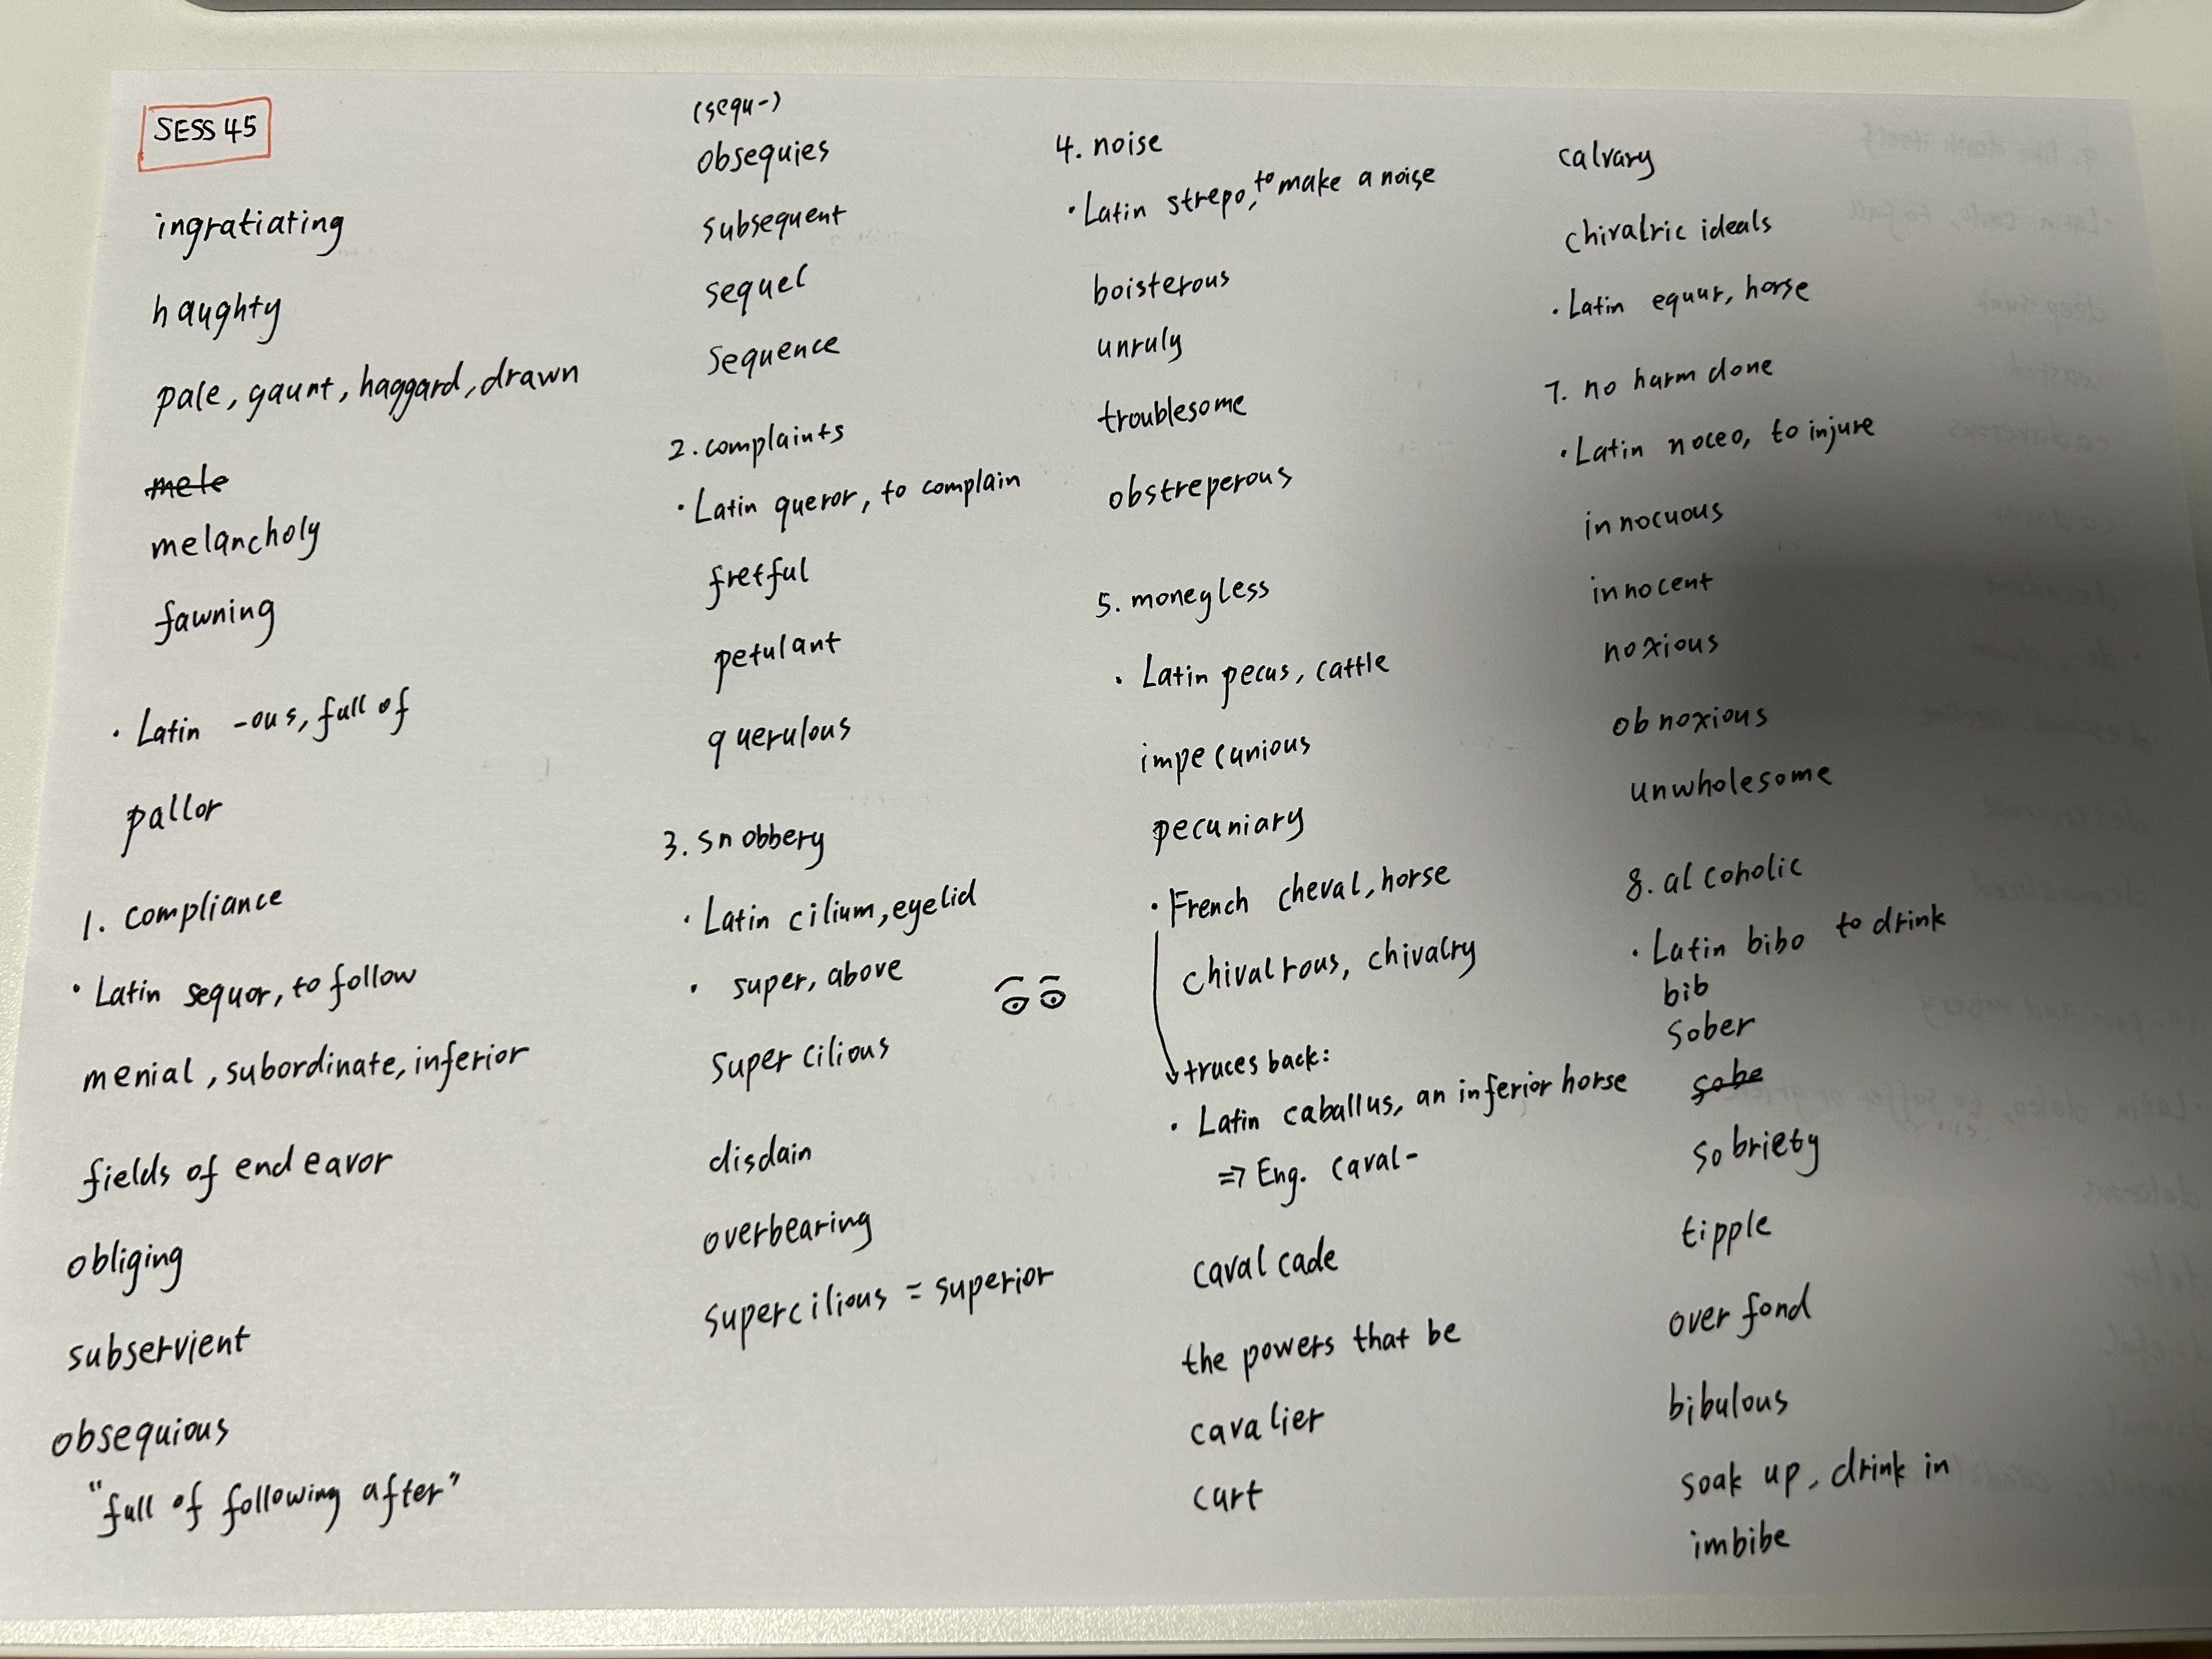 SESS 45
ingratiating
haughty
pale, gaunt, haggard, drawn
mele
melancholy
fawning
· Latin -ous, full of
pallor
1. compliance
· Latin sequor, to follow
menial, subordinate, inferior
fields of endeavor
obliging
subservient
obsequious
"full of following after"
(sequ-)
obsequies
subsequent
sequel
sequence
2. complaints
· Latin queror, to complain
fretful
petulant
querulous
3. snobbery
· Latin cilium, eyelid
· super, above
supercilious
disdain
overbearing
supercilious = superior
4. noise
· Latin strepo, to make a noise
boisterous
unruly
troublesome
obstreperous
5. moneyless
· Latin pecus, cattle
impecunious
pecuniary
· French cheval, horse
chivalrous, chivalry
traces back:
· Latin caballus, an inferior horse
⇒ Eng. caval-
cavalcade
the powers that be
cavalier
curt
calvary
chivalric ideals
· Latin equur, horse
7. no harm done
· Latin noceo, to injure
innocuous
innocent
noxious
obnoxious
unwholesome
8. alcoholic
· Latin bibo to drink
bib
sober
sobe
sobriety
tipple
overfond
bibulous
soak up, drink in
imbibe